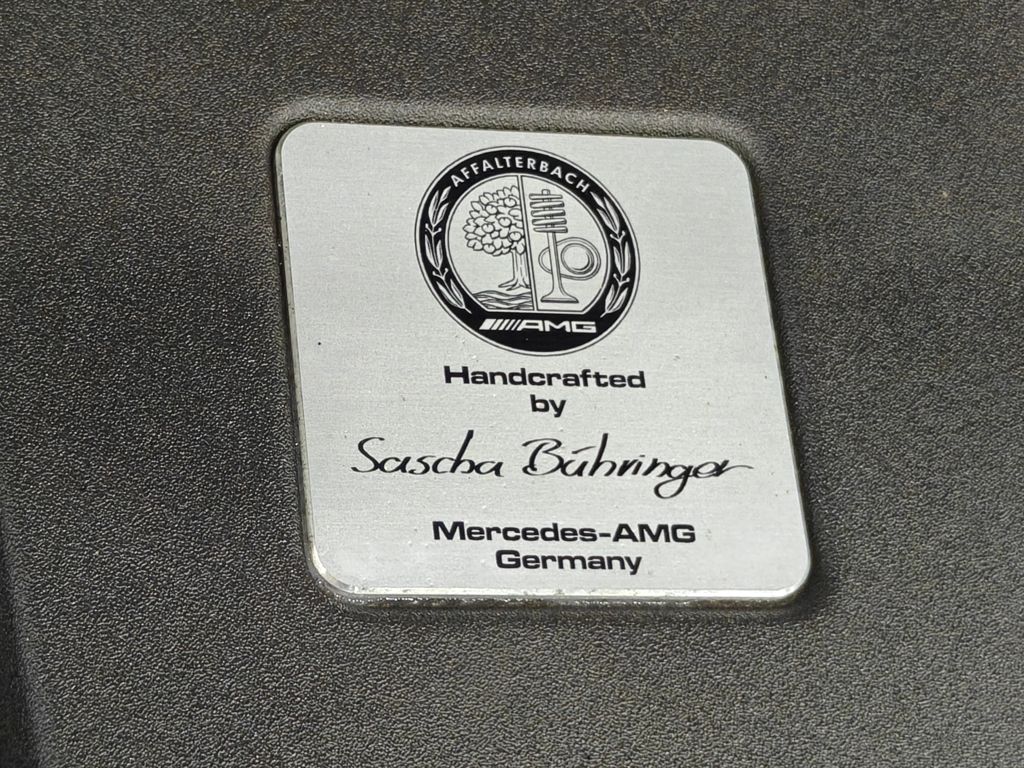 AFFALTERBACH
AMG
Handcrafted
by
Sascha Bühringer
Mercedes-AMG
Germany